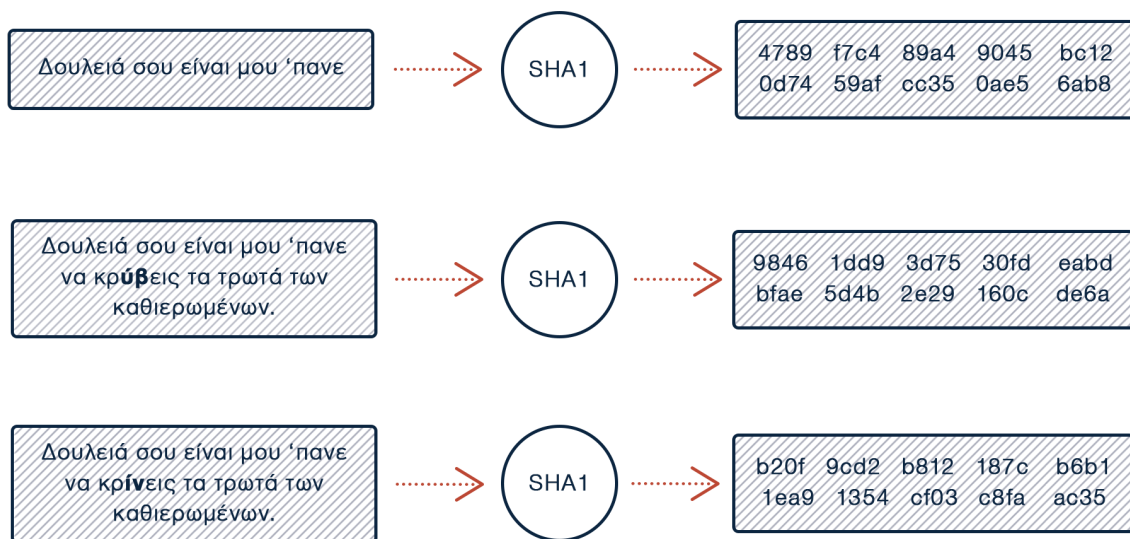 Δουλειά σου είναι μου ‘πανε
SHA1
4789 f7c4 89a4 9045 bc12
0d74 59af cc35 0ae5 6ab8
Δουλειά σου είναι μου ‘πανε
να κρύβεις τα τρωτά των
καθιερωμένων.
SHA1
9846 1dd9 3d75 30fd eabd
bfae 5d4b 2e29 160c de6a
Δουλειά σου είναι μου ‘πανε
να κρίνεις τα τρωτά των
καθιερωμένων.
SHA1
b20f 9cd2 b812 187c b6b1
1ea9 1354 cf03 c8fa ac35